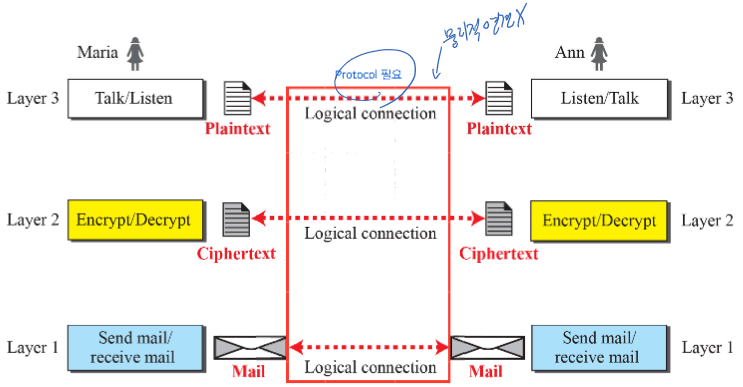 물리적 연결 X
Maria
Ann
Protocol 필요
Layer 3
Talk/Listen
Plaintext
Logical connection
Plaintext
Listen/Talk
Layer 3
Layer 2
Encrypt/Decrypt
Ciphertext
Logical connection
Ciphertext
Encrypt/Decrypt
Layer 2
Layer 1
Send mail/
receive mail
Mail
Logical connection
Mail
Send mail/
receive mail
Layer 1